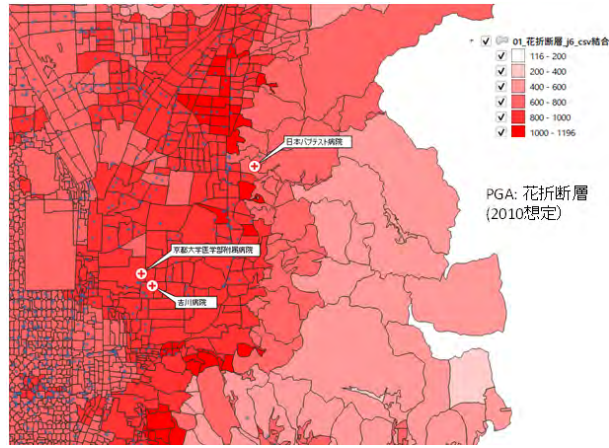 01_花折断層_j6_csv結合
116 - 200
200 - 400
400 - 600
600 - 800
800 - 1000
1000 - 1196
日本バプテスト病院
PGA: 花折断層
(2010想定)
京都大学医学部附属病院
吉川病院